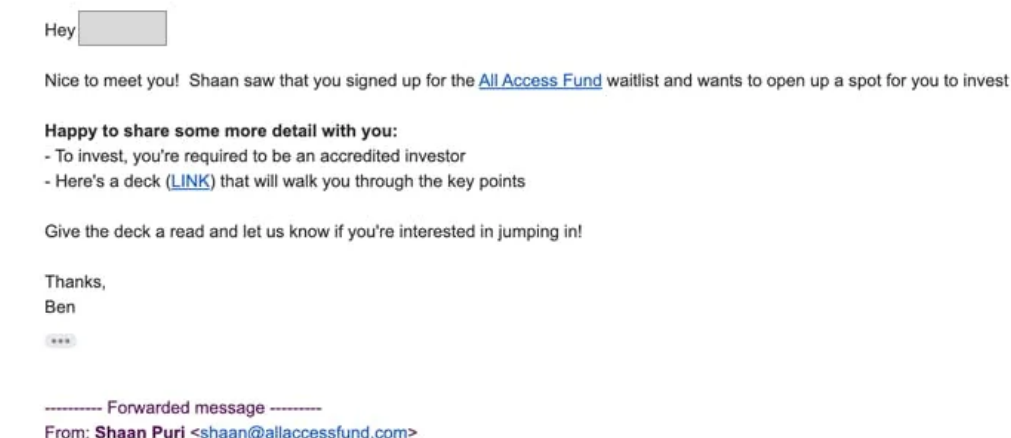 Hey
Nice to meet you! Shaan saw that you signed up for the All Access Fund waitlist and wants to open up a spot for you to invest
Happy to share some more detail with you:
- To invest, you're required to be an accredited investor
- Here's a deck (LINK) that will walk you through the key points
Give the deck a read and let us know if you're interested in jumping in!
Thanks,
Ben
•••
---------- Forwarded message ---------
From: Shaan Puri <shaan@allaccessfund.com>